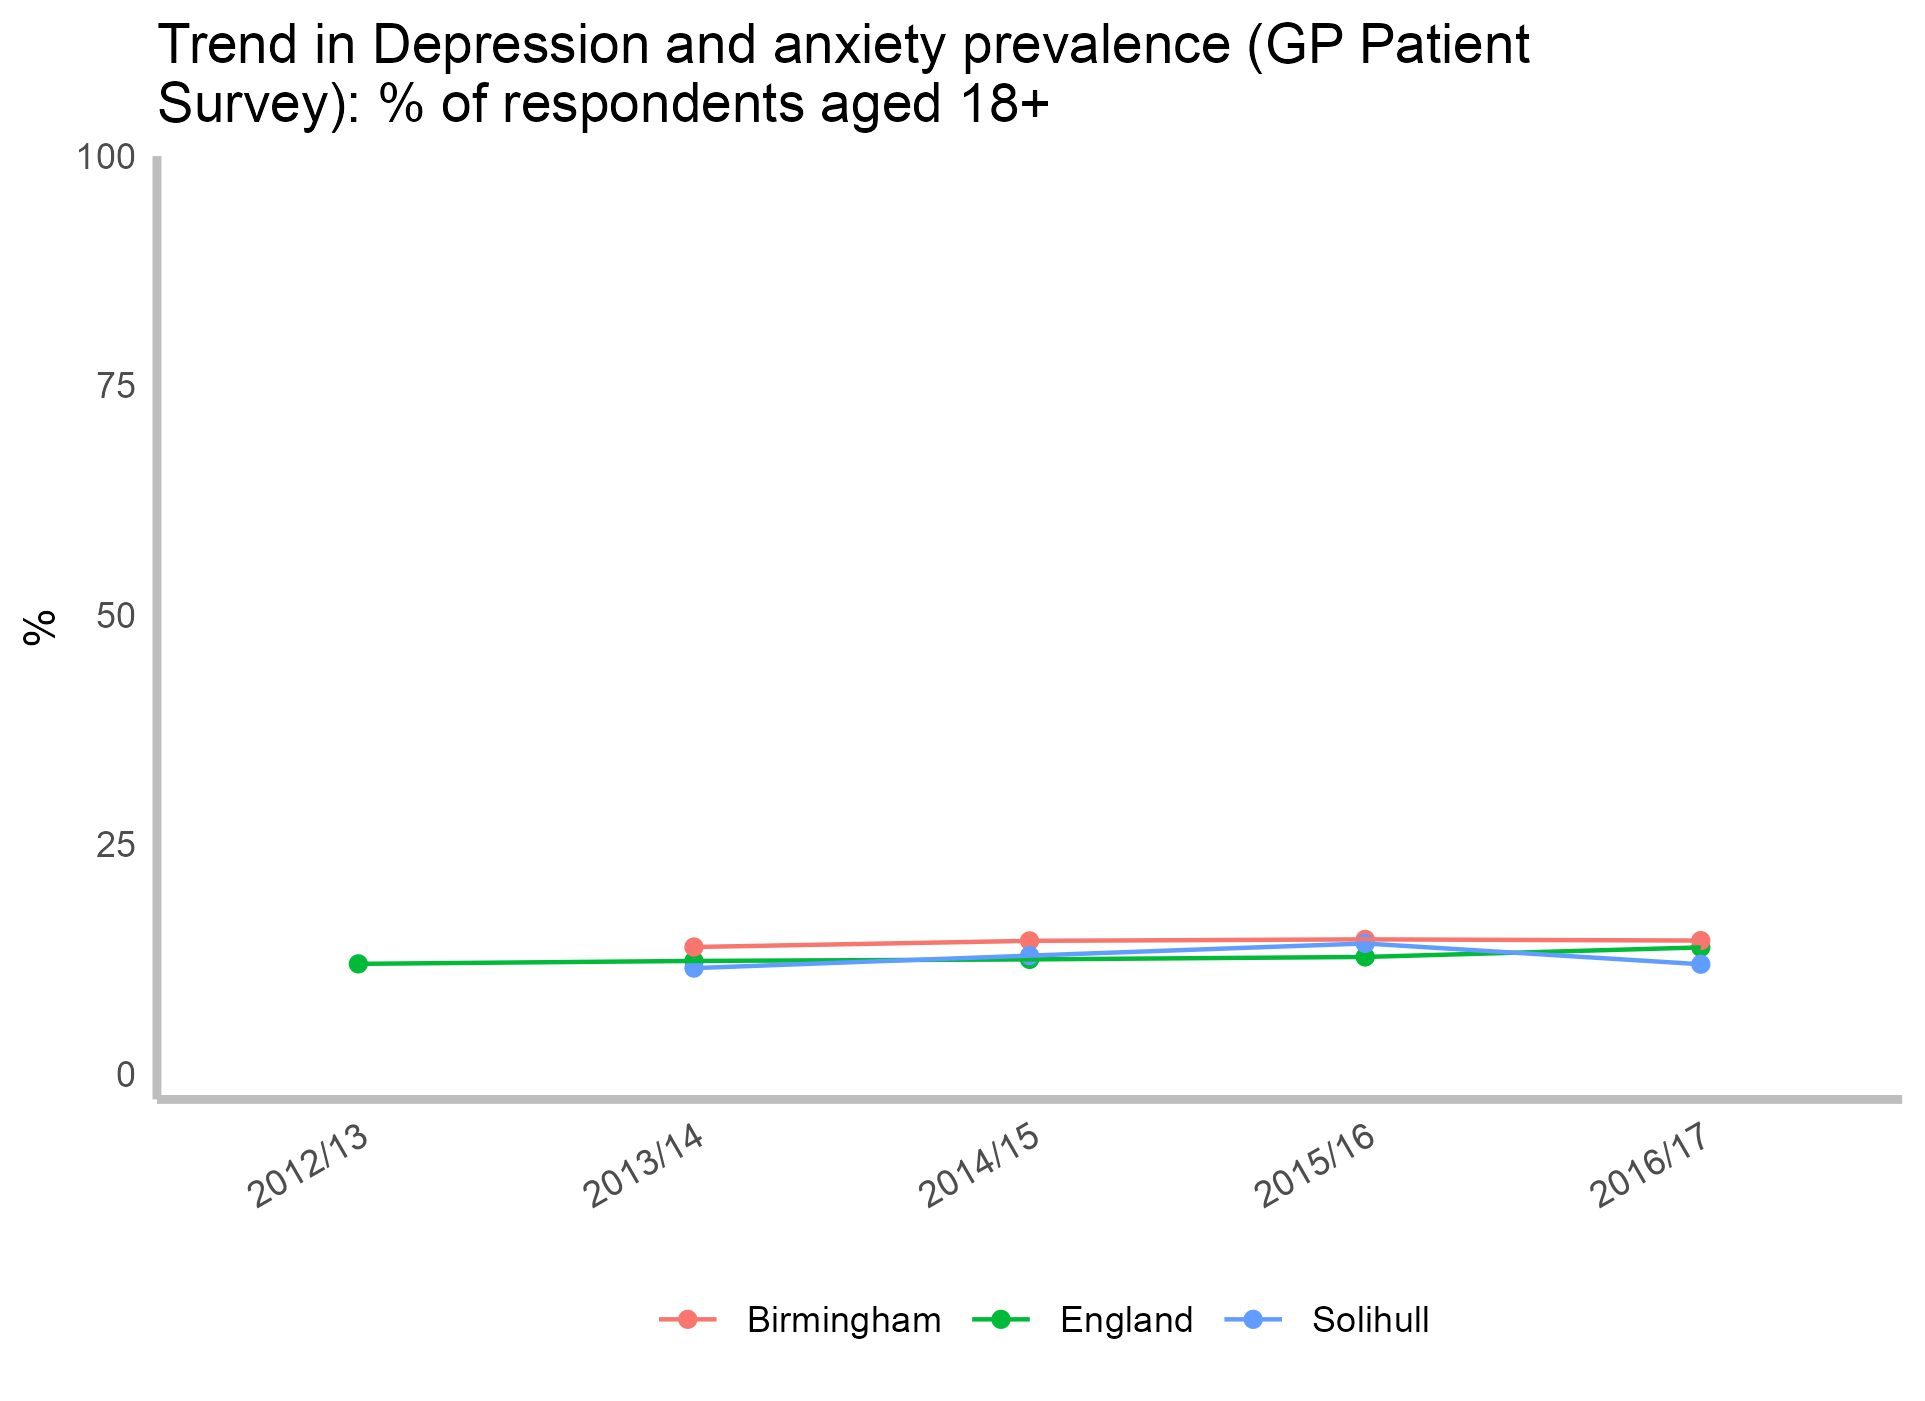 Trend in Depression and anxiety prevalence (GP Patient
Survey): % of respondents aged 18+
100
75
50
25
0
%
2012/13
2013/14
2014/15
2015/16
2016/17
Birmingham
England
Solihull